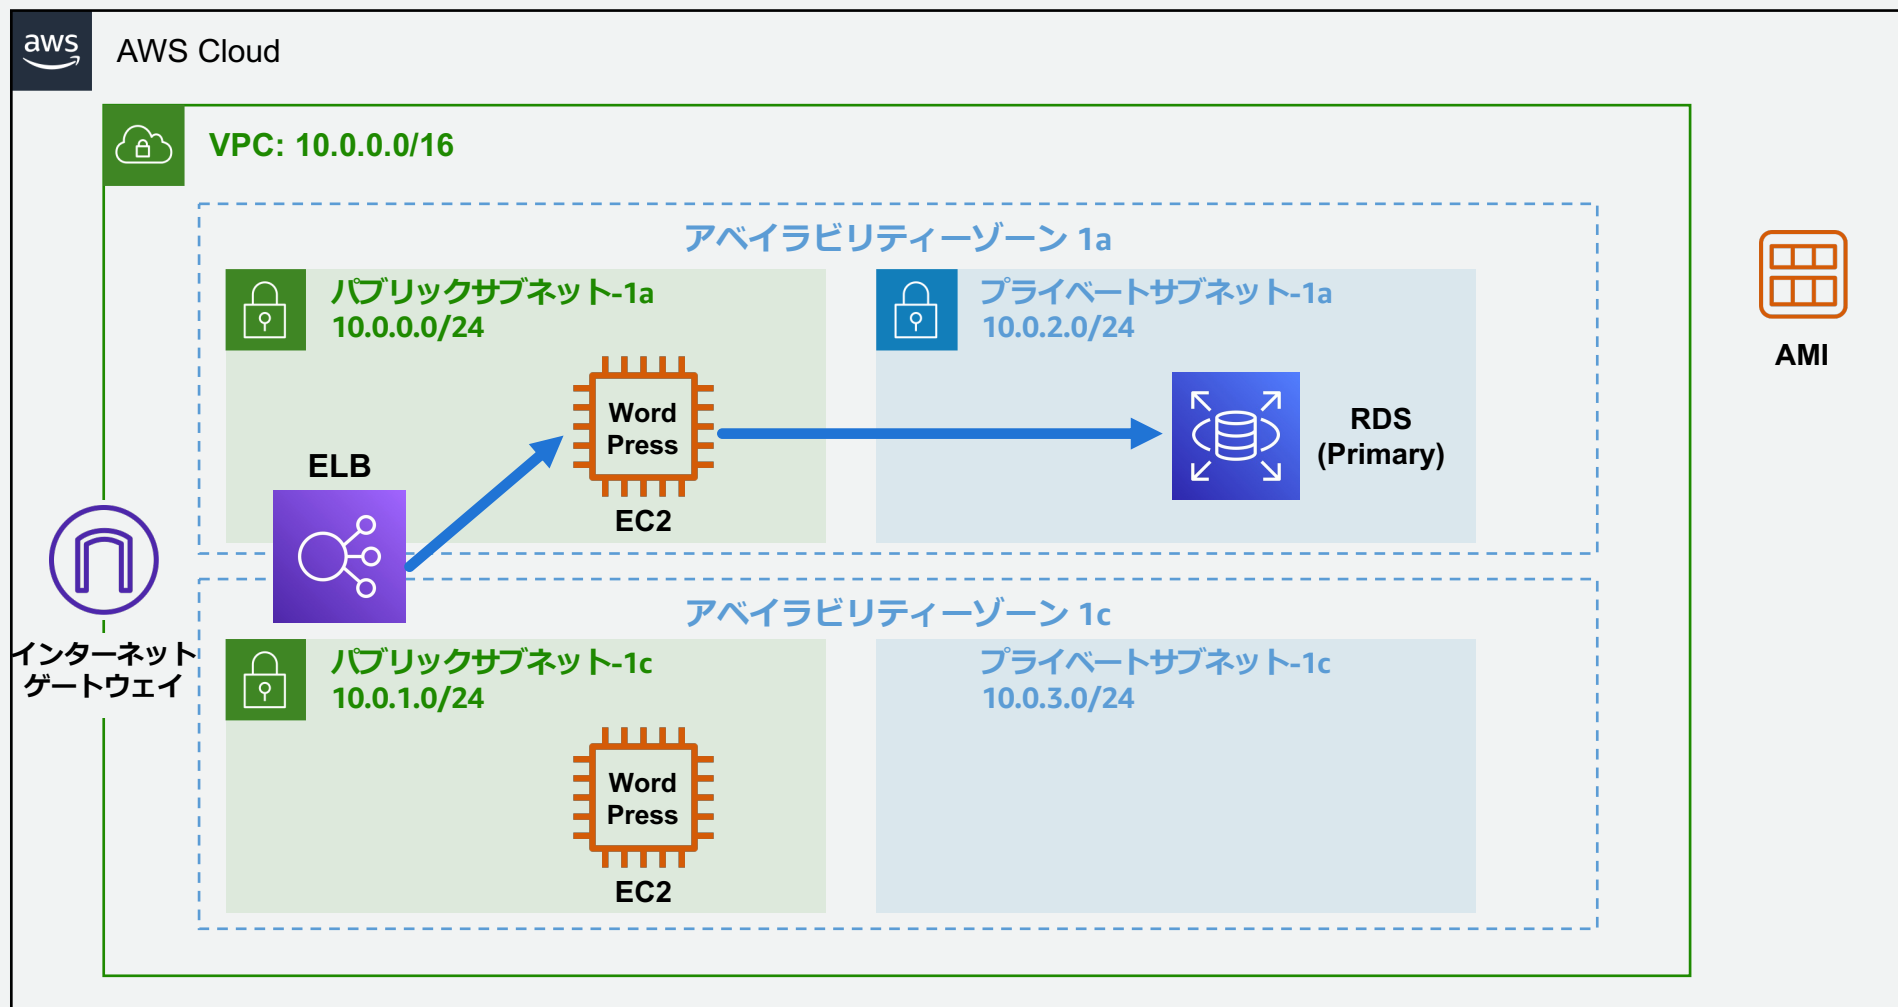 aws
AWS Cloud
VPC: 10.0.0.0/16
アベイラビリティーゾーン 1a
パブリックサブネット-1a
10.0.0.0/24
プライベートサブネット-1a
10.0.2.0/24
AMI
Word
Press
EC2
RDS
(Primary)
ELB
インターネット
ゲートウェイ
アベイラビリティーゾーン 1c
パブリックサブネット-1c
10.0.1.0/24
プライベートサブネット-1c
10.0.3.0/24
Word
Press
EC2